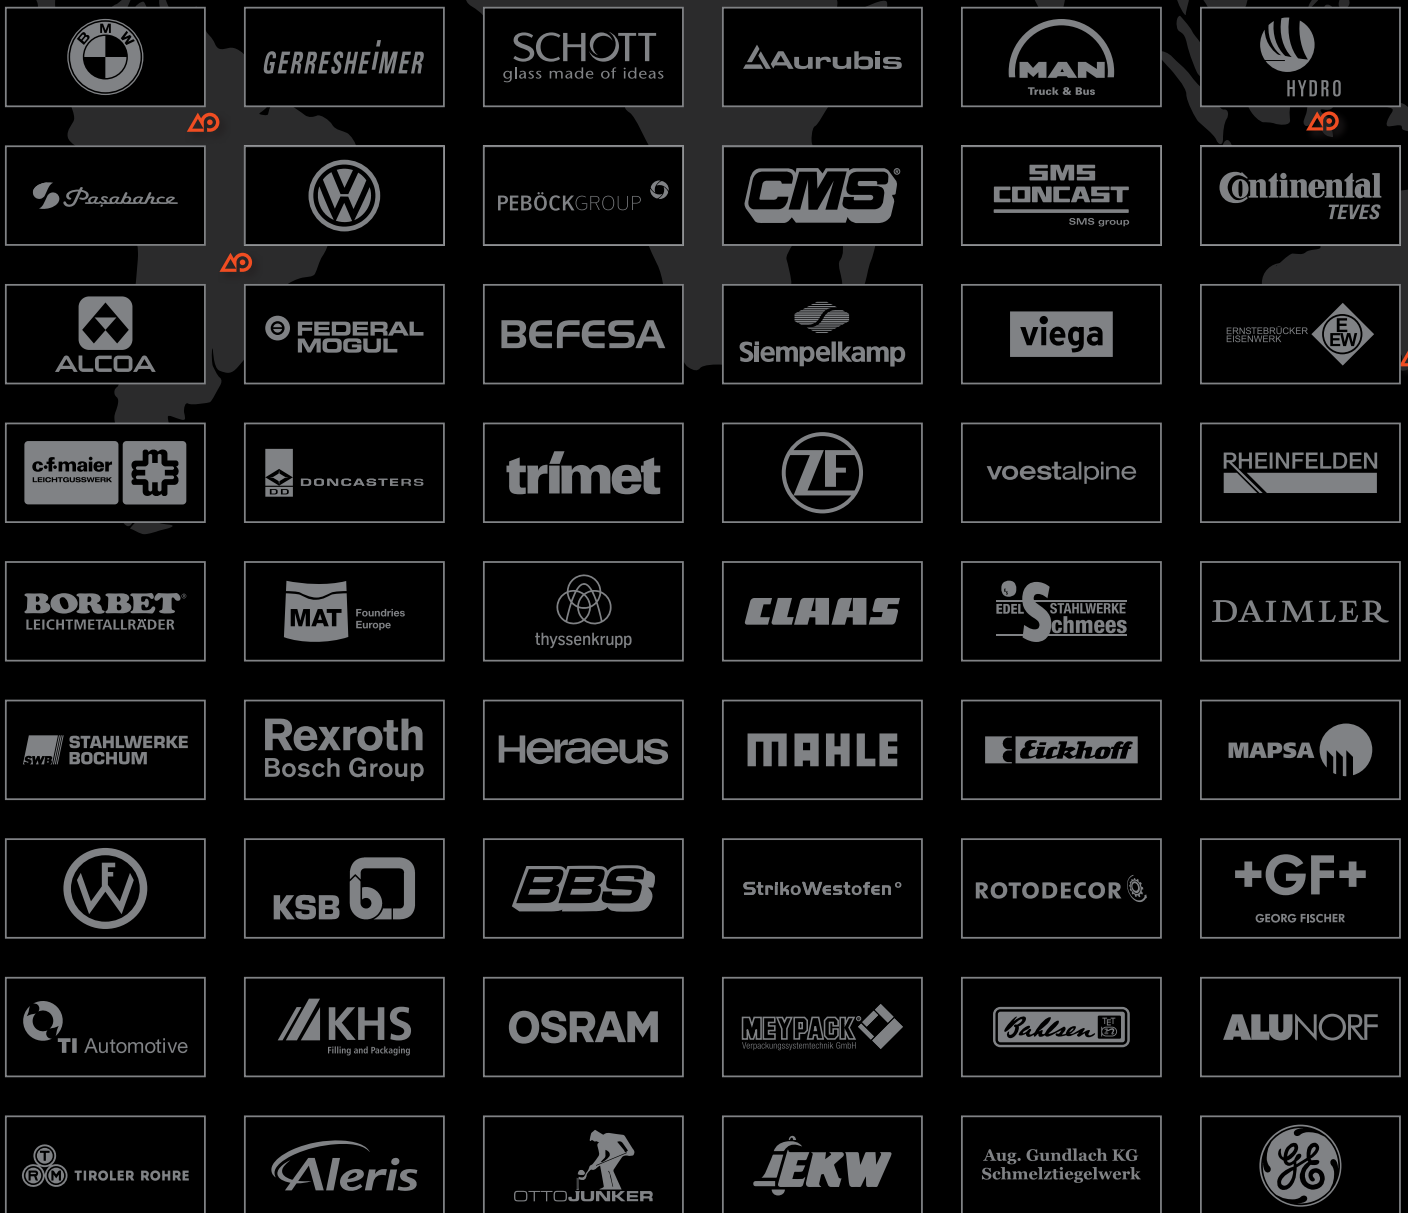 BMW
GERRESHEIMER
SCHOTT
glass made of ideas
Aurubis
MAN
Truck & Bus
HYDRO
Paşabahce
VW
PEBÖCKGROUP
CMS®
SMS
CONCAST
SMS group
Continental
TEVES
ALCOA
FEDERAL
MOGUL
BEFESA
Siempelkamp
viega
ERNSTEBRÜCKER
EISENWERK
E
EW
c·f·maier
LEICHTGUSSWERK
DD
DONCASTERS
trimet
ZF
voestalpine
RHEINFELDEN
BORBET®
LEICHTMETALLRÄDER
MAT
Foundries
Europe
thyssenkrupp
CLAAS
EDEL STAHLWERKE
Schmees
DAIMLER
SWB
STAHLWERKE
BOCHUM
Rexroth
Bosch Group
Heraeus
MAHLE
Eickhoff
MAPSA
FW
KSB
BBS
StrikoWestofen°
ROTODECOR
+GF+
GEORG FISCHER
TI Automotive
KHS
Filling and Packaging
OSRAM
MEYPACK®
Verpackungssystemtechnik GmbH
Bahlsen
TET
ALUNORF
TRM
TIROLER ROHRE
Aleris
OTTOJUNKER
EKW
Aug. Gundlach KG
Schmelztiegelwerk
GE